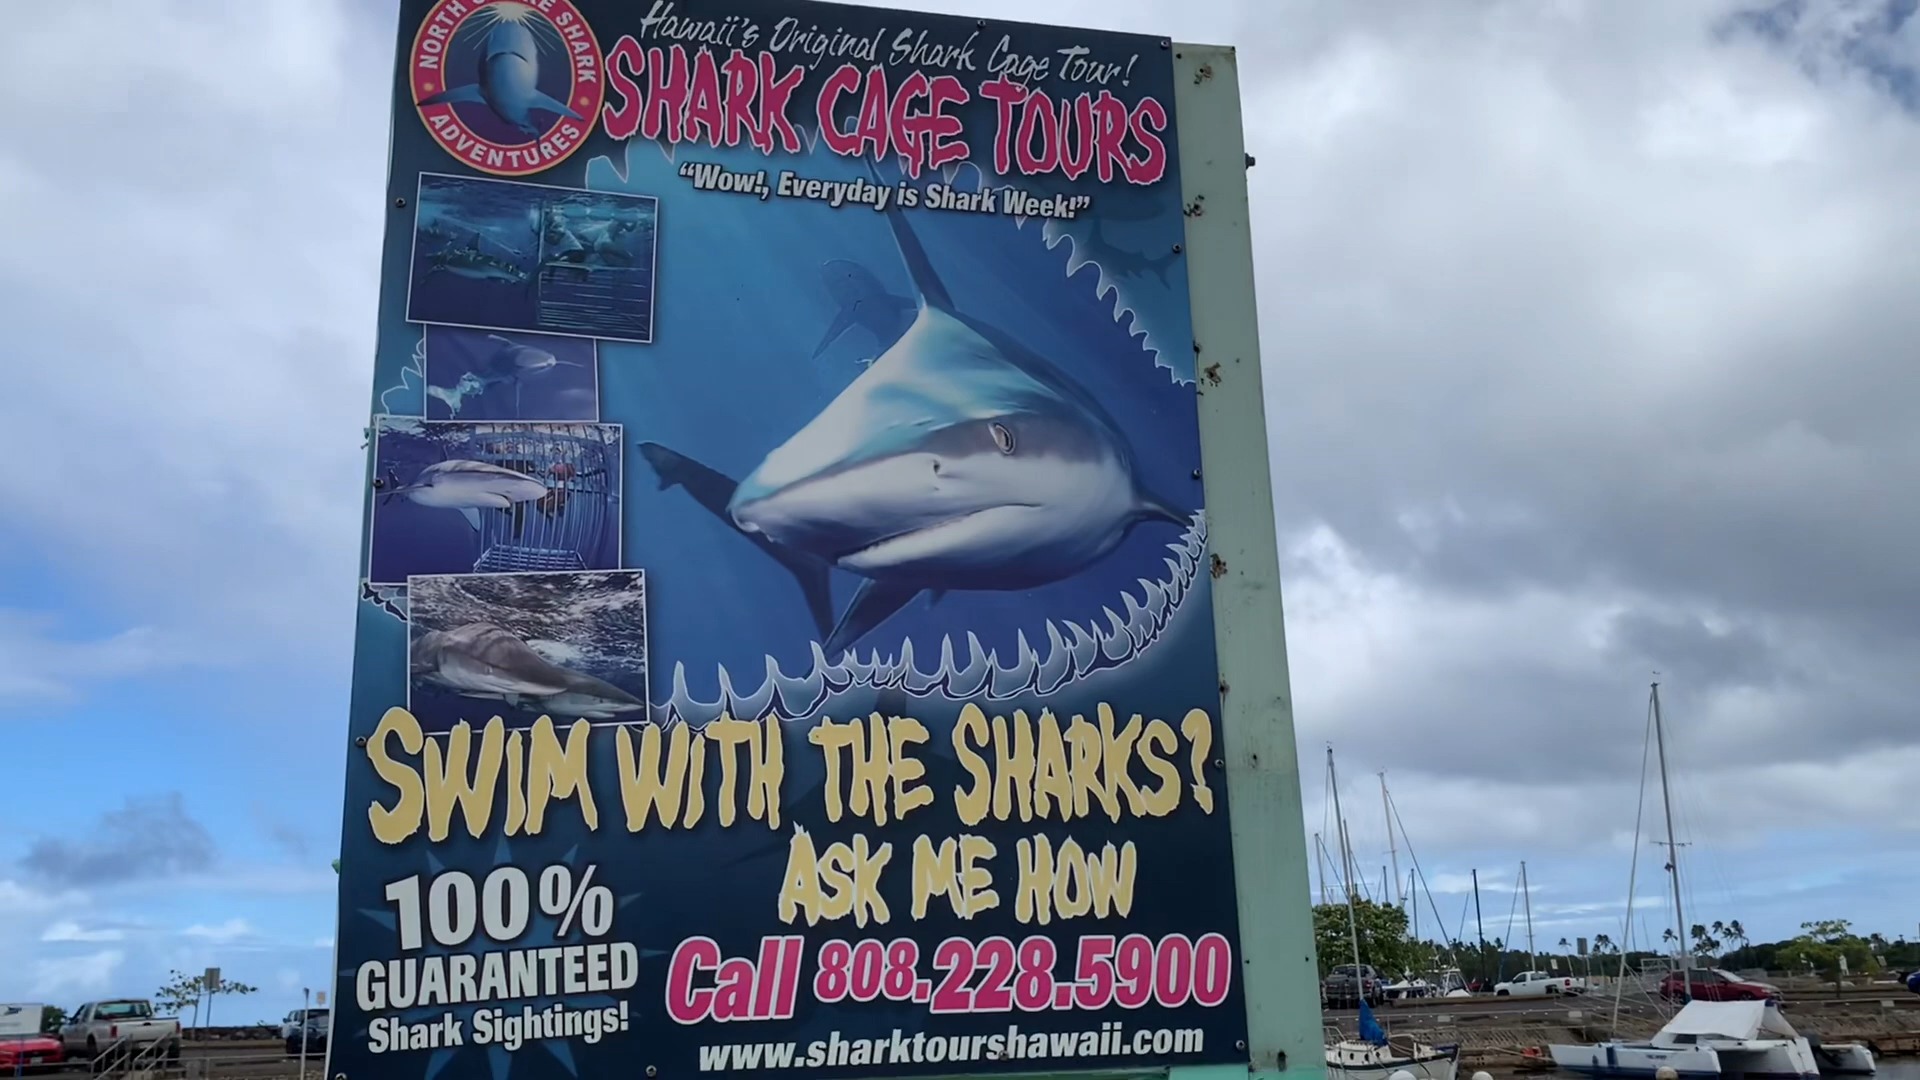 NORTH SHORE SHARK
ADVENTURES
Hawaii's Original Shark Cage Tour!
SHARK CAGE TOURS
“Wow!, Everyday is Shark Week!”
SWIM WITH THE SHARKS?
ASK ME HOW
100%
GUARANTEED
Shark Sightings!
Call 808.228.5900
www.sharktourshawaii.com